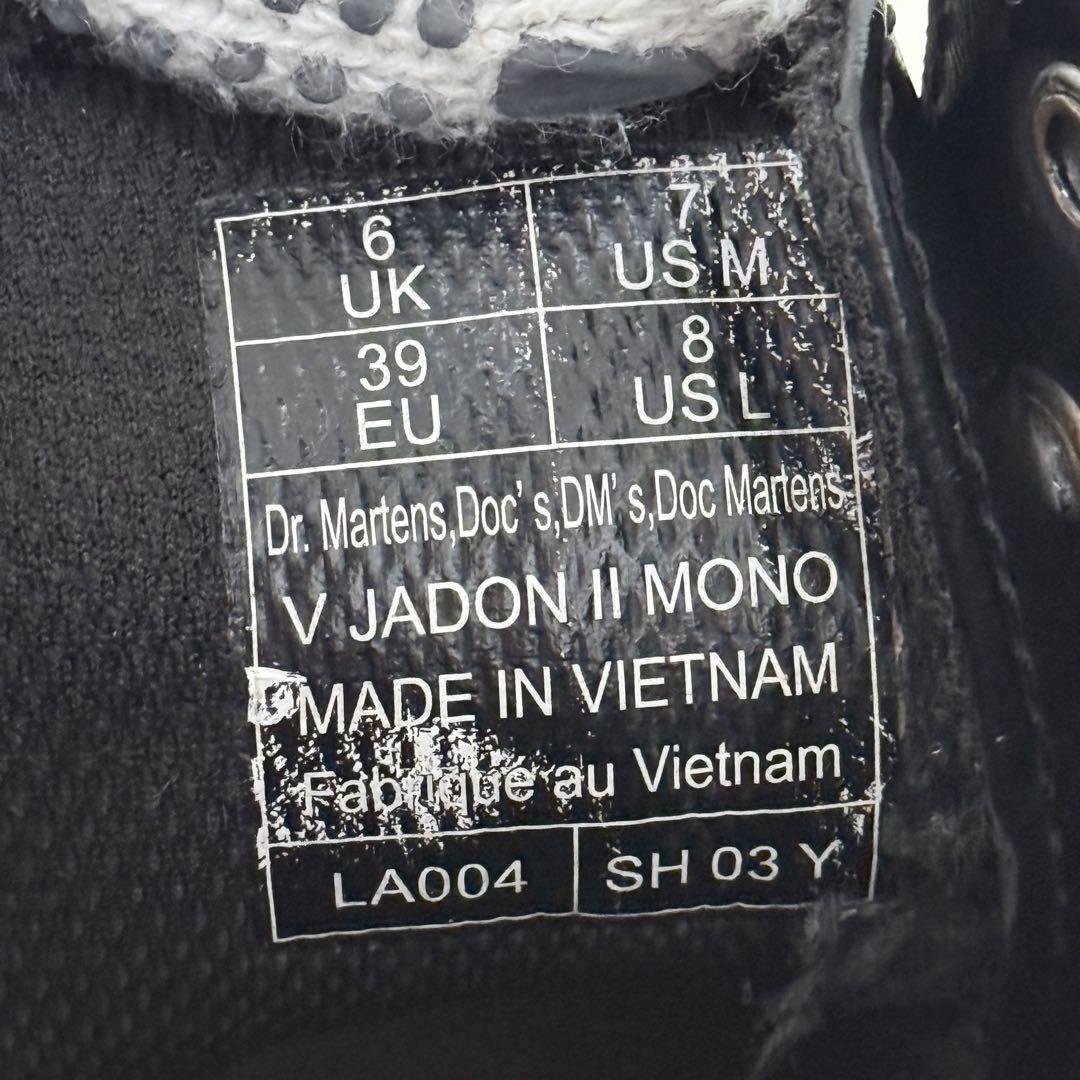 6
UK
7
US M
39
EU
8
US L
Dr. Martens,Doc's,DM's,Doc Martens
V JADON II MONO
MADE IN VIETNAM
Fabriqué au Vietnam
LA004
SH 03 Y